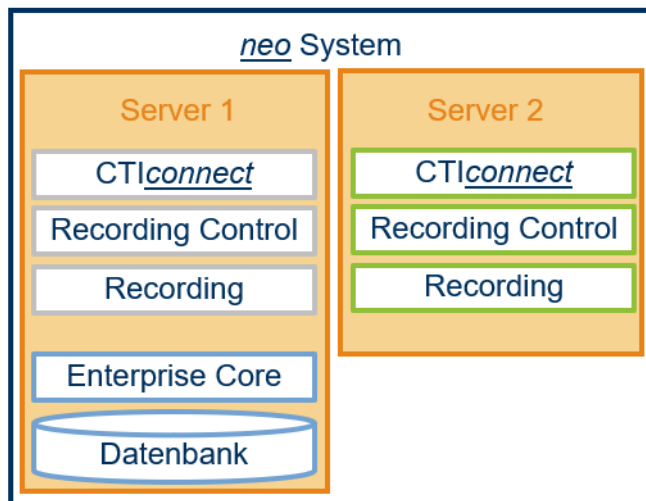 neo System
Server 1
CTIconnect
Recording Control
Recording
Enterprise Core
Datenbank
Server 2
CTIconnect
Recording Control
Recording